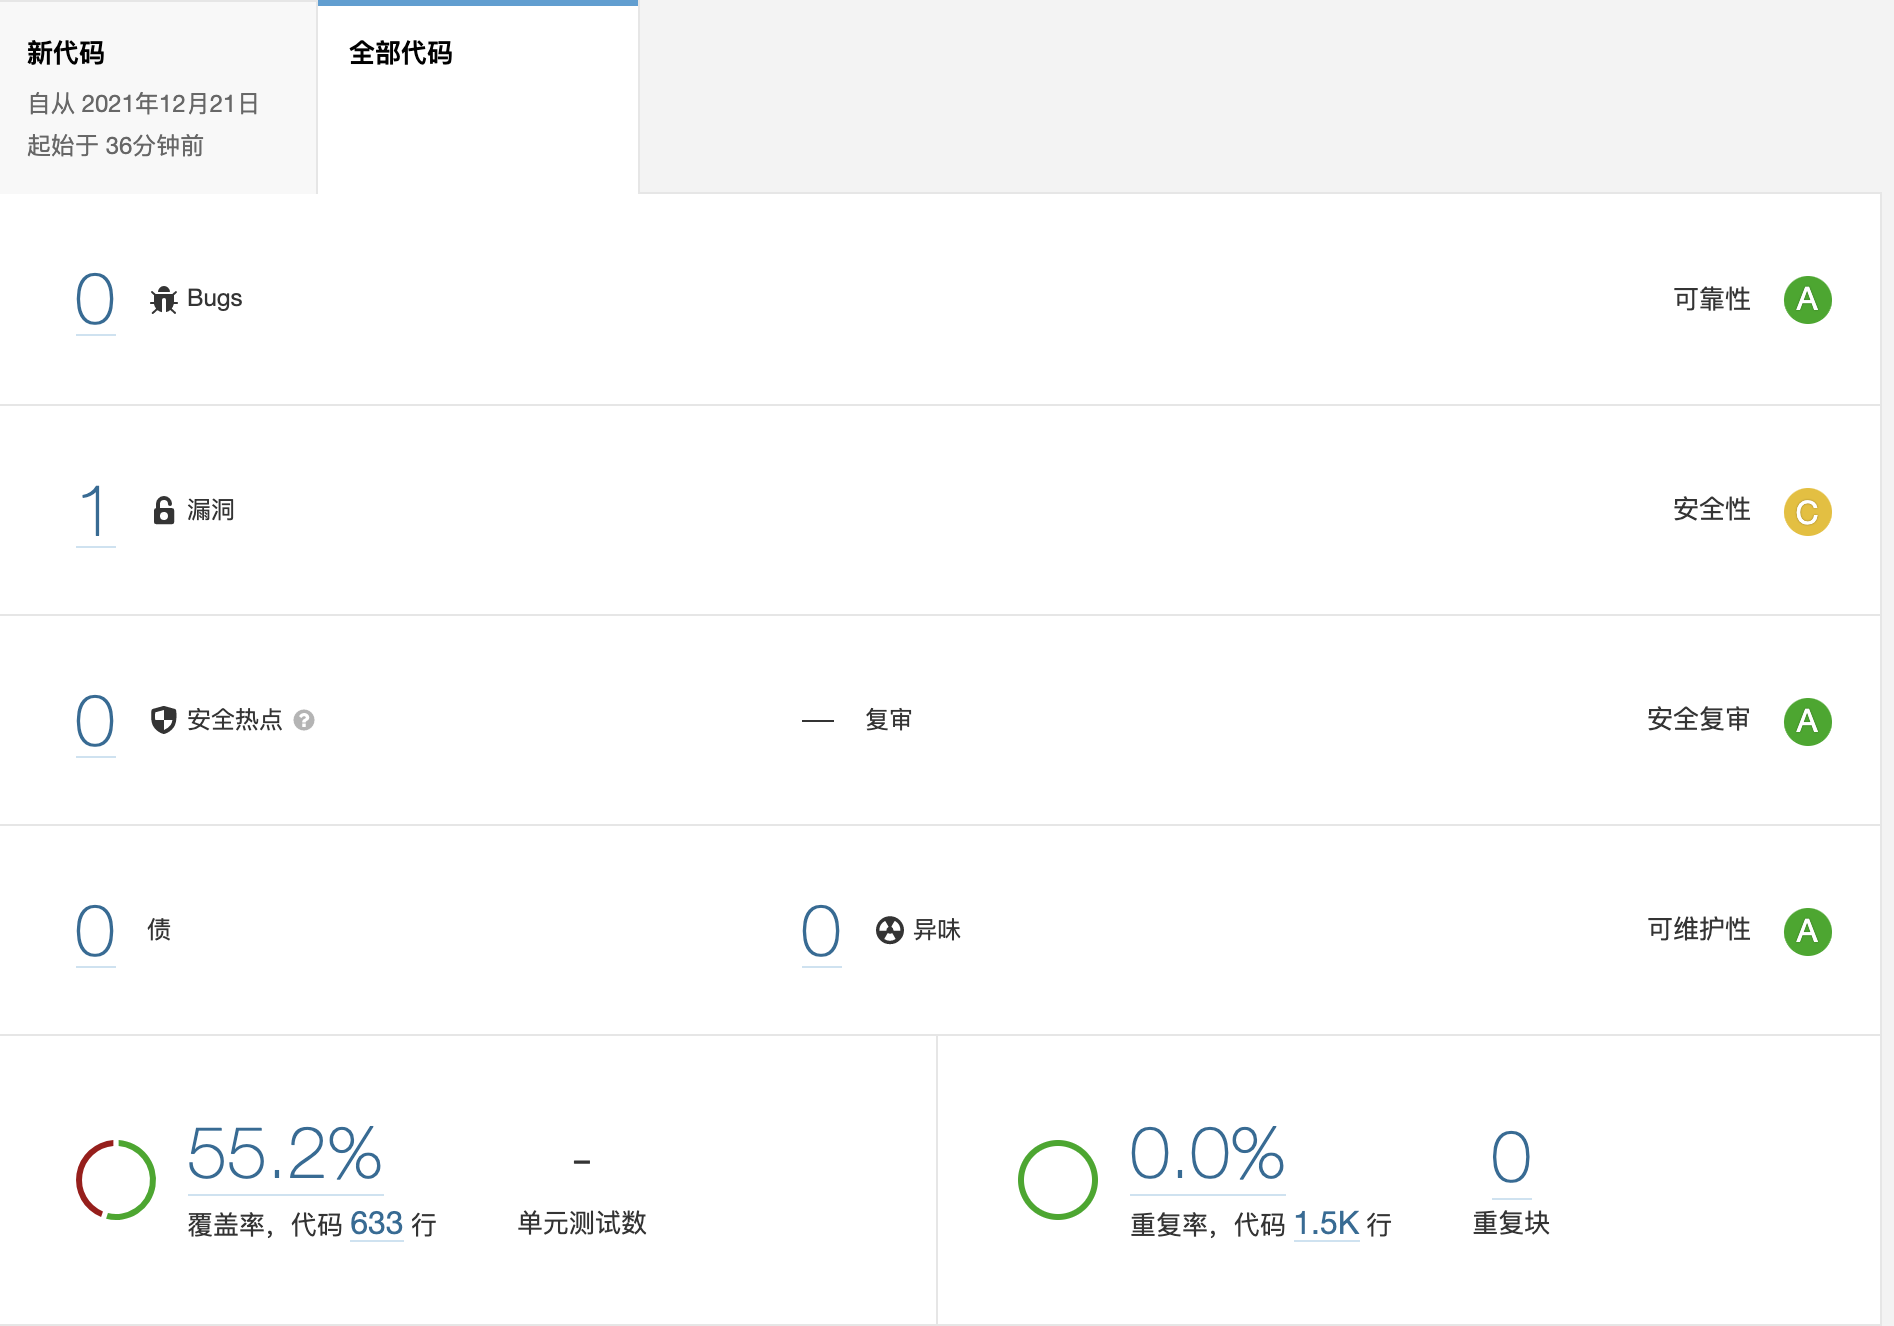 新代码
自从 2021年12月21日
起始于 36分钟前
全部代码
0 Bugs
可靠性 A
1 漏洞
安全性 C
0 安全热点 ?
— 复审
安全复审 A
0 债
0 异味
可维护性 A
55.2%
覆盖率，代码 633 行
-
单元测试数
0.0%
重复率，代码 1.5K 行
0
重复块